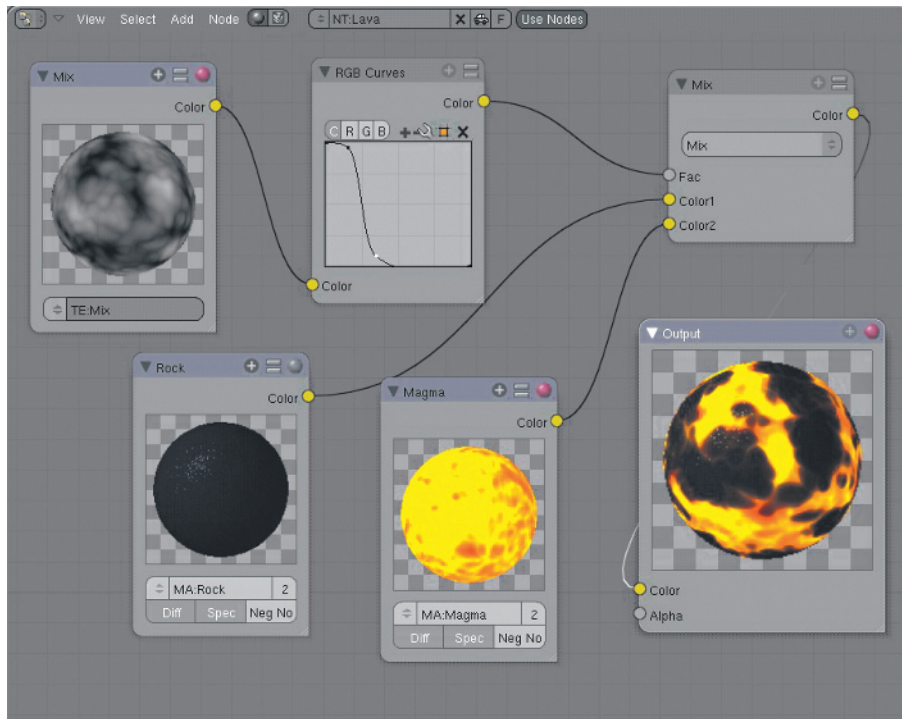 View Select Add Node NT:Lava F Use Nodes
Mix
Color
TE:Mix
RGB Curves
Color
C R G B
Color
Mix
Color
Mix
Fac
Color1
Color2
Rock
Color
MA:Rock 2
Diff Spec Neg No
Magma
Color
MA:Magma 2
Diff Spec Neg No
Output
Color
Alpha